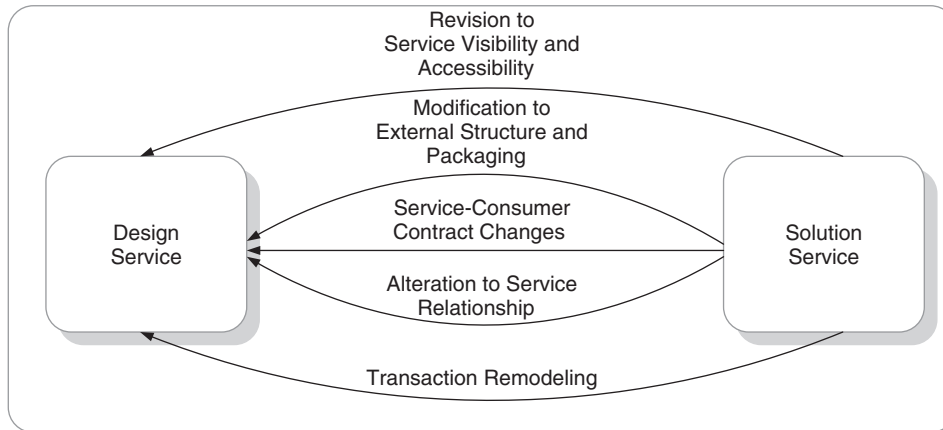 Revision to
Service Visibility and
Accessibility
Modification to
External Structure and
Packaging
Design
Service
Service-Consumer
Contract Changes
Solution
Service
Alteration to Service
Relationship
Transaction Remodeling